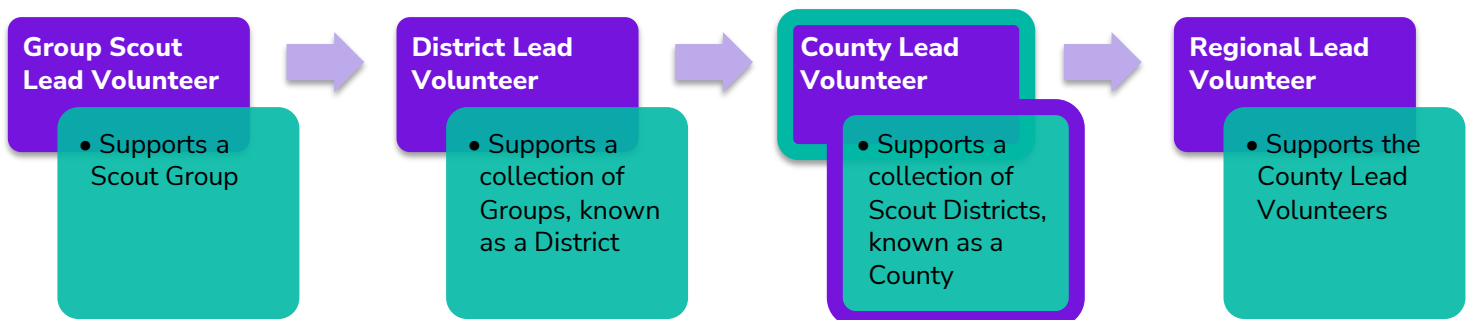 Group Scout
Lead Volunteer
• Supports a
Scout Group
District Lead
Volunteer
• Supports a
collection of
Groups, known
as a District
County Lead
Volunteer
• Supports a
collection of
Scout Districts,
known as a
County
Regional Lead
Volunteer
• Supports the
County Lead
Volunteers